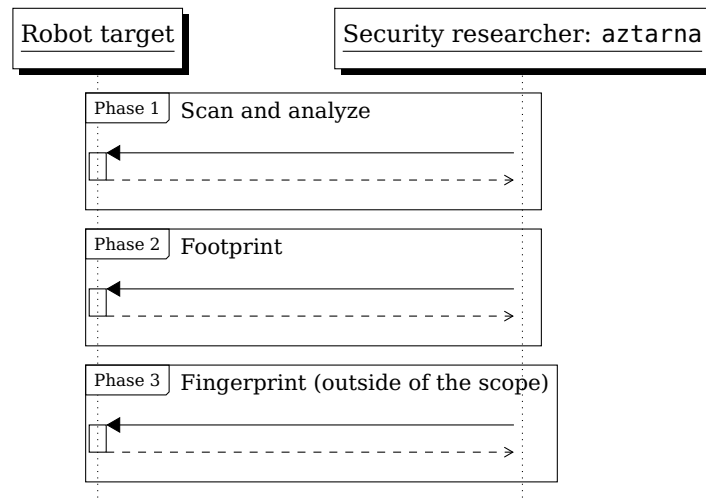 Robot target
Security researcher: aztarna
Phase 1 Scan and analyze
Phase 2 Footprint
Phase 3 Fingerprint (outside of the scope)